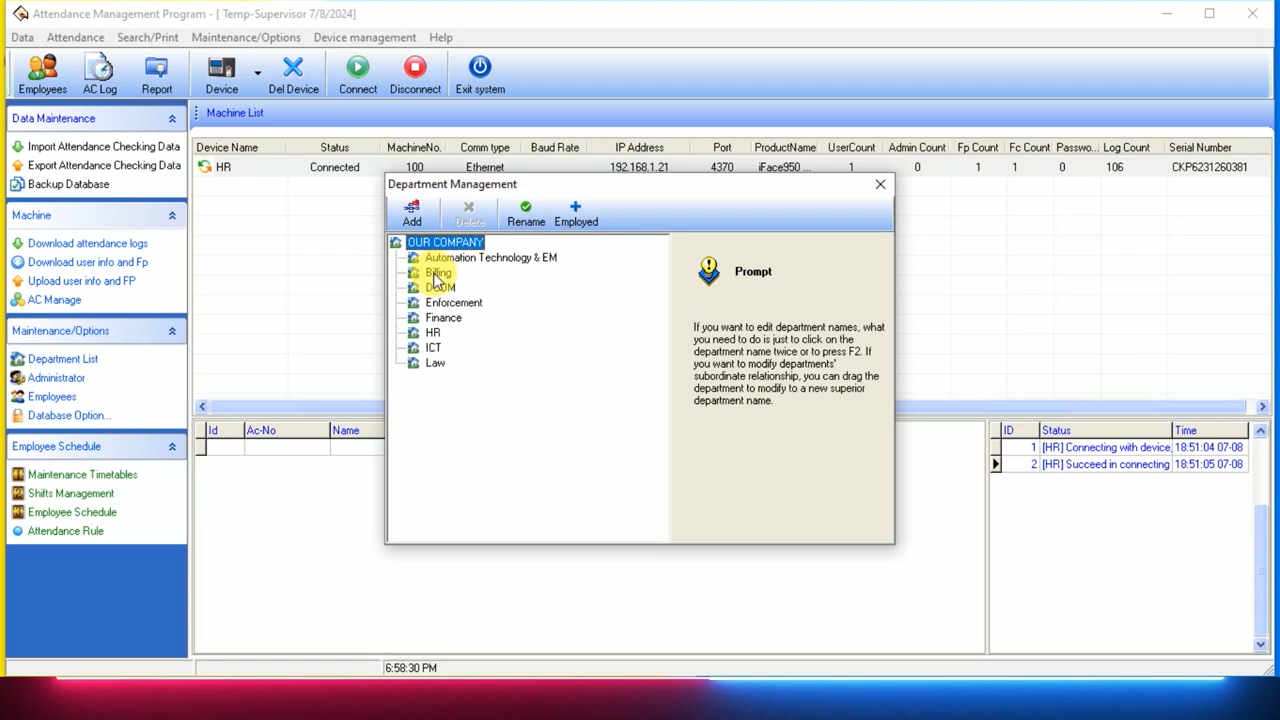 Attendance Management Program - [ Temp-Supervisor 7/8/2024]
Data Attendance Search/Print Maintenance/Options Device management Help
Employees AC Log Report Device Del Device Connect Disconnect Exit system
Data Maintenance
Import Attendance Checking Data
Export Attendance Checking Data
Backup Database
Machine
Download attendance logs
Download user info and Fp
Upload user info and FP
AC Manage
Maintenance/Options
Department List
Administrator
Employees
Database Option...
Employee Schedule
Maintenance Timetables
Shifts Management
Employee Schedule
Attendance Rule
Machine List
Device Name Status MachineNo. Comm type Baud Rate IP Address Port ProductName UserCount Admin Count Fp Count Fc Count Passwo... Log Count Serial Number
HR Connected 100 Ethernet 192.168.1.21 4370 iFace950 ... 1 0 1 1 0 106 CKP6231260381
Department Management
Add Delete Rename Employed
OUR COMPANY
Automation Technology & EM
Billing
Enforcement
Finance
HR
ICT
Law
Prompt
If you want to edit department names, what
you need to do is just to click on the
department name twice or to press F2. If
you want to modify departments'
subordinate relationship, you can drag the
department to modify to a new superior
department name.
Id Ac-No Name
ID Status Time
1 [HR] Connecting with device, 18:51:04 07-08
2 [HR] Succeed in connecting 18:51:05 07-08
6:58:30 PM